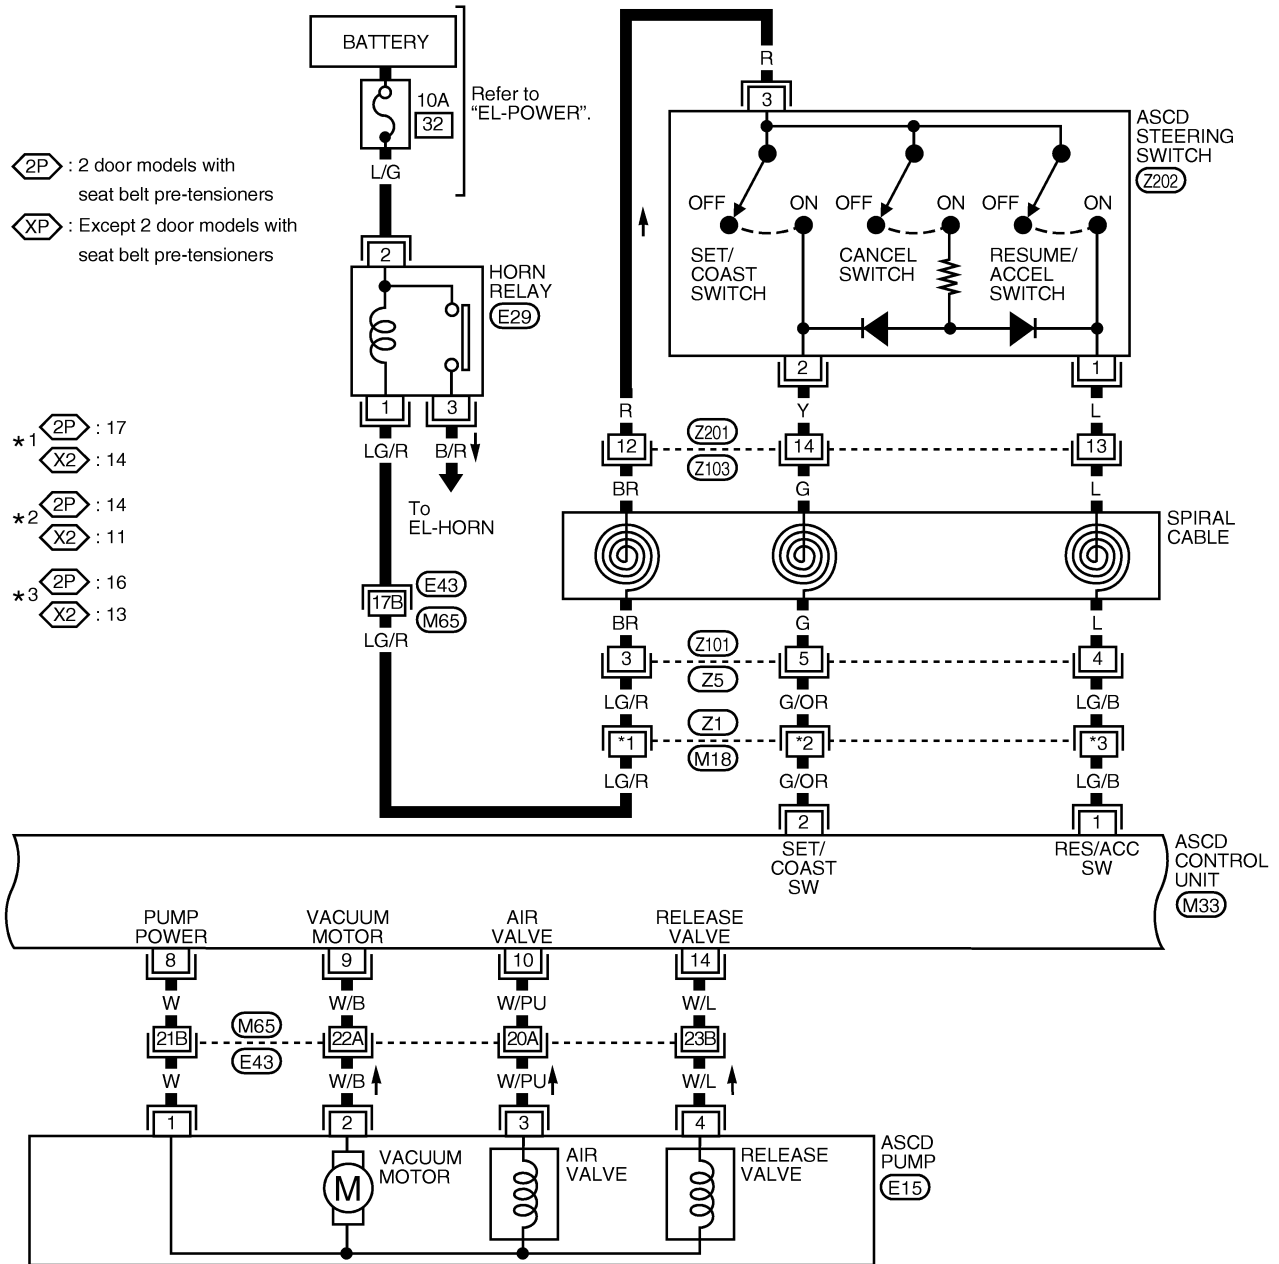 BATTERY
10A
32
Refer to
“EL-POWER”.
L/G
2P : 2 door models with
seat belt pre-tensioners
XP : Except 2 door models with
seat belt pre-tensioners
2
HORN
RELAY
E29
1
3
LG/R
B/R
To
EL-HORN
*1 2P : 17
X2 : 14
*2 2P : 14
X2 : 11
*3 2P : 16
X2 : 13
17B
E43
M65
LG/R
R
3
ASCD
STEERING
SWITCH
Z202
OFF ON OFF ON OFF ON
SET/
COAST
SWITCH
CANCEL
SWITCH
RESUME/
ACCEL
SWITCH
2
1
R Y L
12 Z201 14 13
Z103
BR G L
SPIRAL
CABLE
BR G L
3 Z101 5 4
Z5
LG/R G/OR LG/B
*1 Z1 *2 *3
M18
LG/R G/OR LG/B
2 1
SET/
COAST
SW
RES/ACC
SW
ASCD
CONTROL
UNIT
M33
PUMP
POWER
VACUUM
MOTOR
AIR
VALVE
RELEASE
VALVE
8 9 10 14
W W/B W/PU W/L
21B M65 22A 20A 23B
E43
W W/B W/PU W/L
1 2 3 4
M
VACUUM
MOTOR
AIR
VALVE
RELEASE
VALVE
ASCD
PUMP
E15